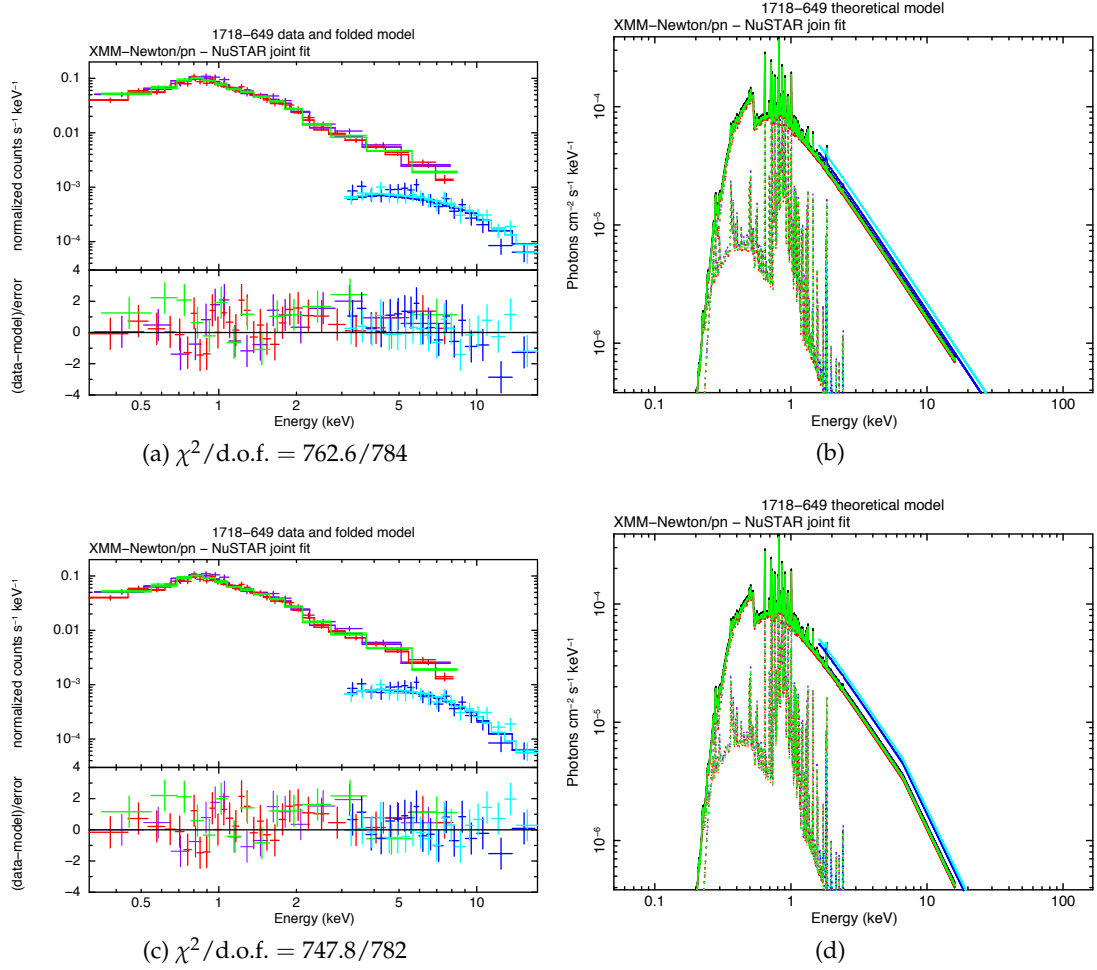 1718−649 data and folded model
XMM−Newton/pn − NuSTAR joint fit
normalized counts s⁻¹ keV⁻¹
0.1
0.01
10⁻³
10⁻⁴
(data−model)/error
4
2
0
−2
−4
0.5 1 2 5 10
Energy (keV)
(a) χ²/d.o.f. = 762.6/784
1718−649 theoretical model
XMM−Newton/pn − NuSTAR joint fit
Photons cm⁻² s⁻¹ keV⁻¹
10⁻⁴
10⁻⁵
10⁻⁶
0.1 1 10 100
Energy (keV)
(b)
1718−649 data and folded model
XMM−Newton/pn − NuSTAR joint fit
normalized counts s⁻¹ keV⁻¹
0.1
0.01
10⁻³
10⁻⁴
(data−model)/error
4
2
0
−2
−4
0.5 1 2 5 10
Energy (keV)
(c) χ²/d.o.f. = 747.8/782
1718−649 theoretical model
XMM−Newton/pn − NuSTAR joint fit
Photons cm⁻² s⁻¹ keV⁻¹
10⁻⁴
10⁻⁵
10⁻⁶
0.1 1 10 100
Energy (keV)
(d)